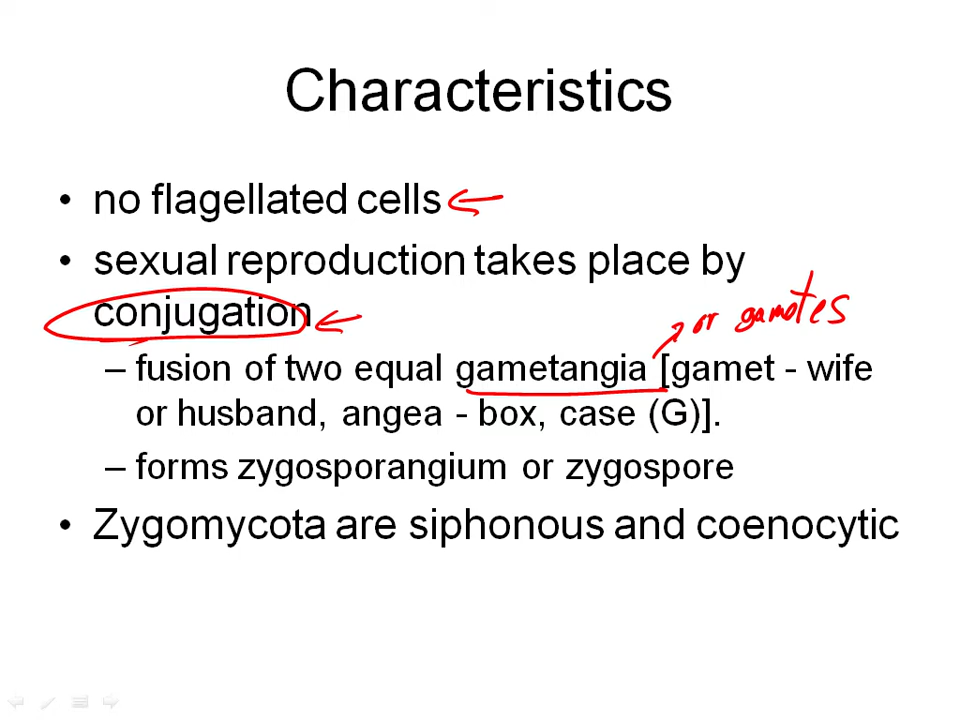 Characteristics
• no flagellated cells
• sexual reproduction takes place by
conjugation
or gametes
– fusion of two equal gametangia [gamet - wife
or husband, angea - box, case (G)].
– forms zygosporangium or zygospore
• Zygomycota are siphonous and coenocytic